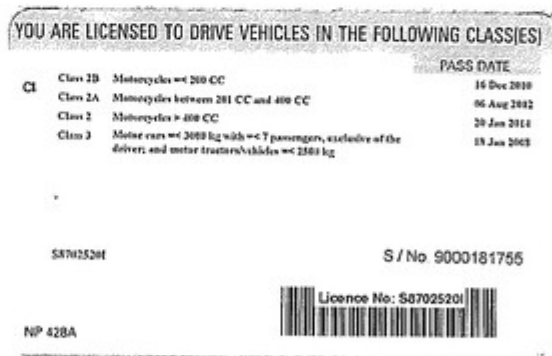 YOU ARE LICENSED TO DRIVE VEHICLES IN THE FOLLOWING CLASS(ES)
PASS DATE
Class 2B Motorcycles =< 200 CC 16 Dec 2010
Class 2A Motorcycles between 201 CC and 400 CC 06 Aug 2012
Class 2 Motorcycles > 400 CC 20 Jan 2014
Class 3 Motor cars =< 3000 kg with =< 7 passengers, exclusive of the 18 Jan 2008
driver; and motor tractors/vehicles =< 2500 kg
S8702520I S / No 9000181755
Licence No: S8702520I
NP 428A